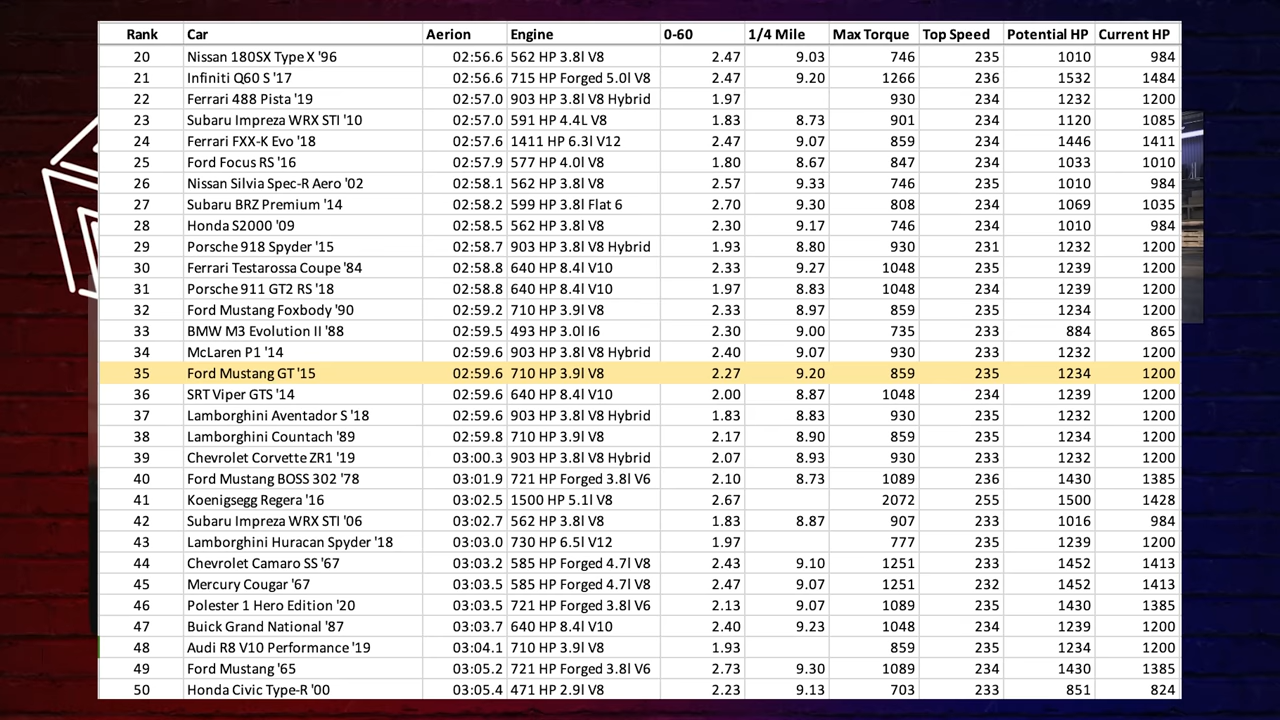 Rank Car Aerion Engine 0-60 1/4 Mile Max Torque Top Speed Potential HP Current HP
20 Nissan 180SX Type X '96 02:56.6 562 HP 3.8l V8 2.47 9.03 746 235 1010 984
21 Infiniti Q60 S '17 02:56.6 715 HP Forged 5.0l V8 2.47 9.20 1266 236 1532 1484
22 Ferrari 488 Pista '19 02:57.0 903 HP 3.8l V8 Hybrid 1.97 930 234 1232 1200
23 Subaru Impreza WRX STI '10 02:57.0 591 HP 4.4L V8 1.83 8.73 901 234 1120 1085
24 Ferrari FXX-K Evo '18 02:57.6 1411 HP 6.3l V12 2.47 9.07 859 234 1446 1411
25 Ford Focus RS '16 02:57.9 577 HP 4.0l V8 1.80 8.67 847 234 1033 1010
26 Nissan Silvia Spec-R Aero '02 02:58.1 562 HP 3.8l V8 2.57 9.33 746 235 1010 984
27 Subaru BRZ Premium '14 02:58.2 599 HP 3.8l Flat 6 2.70 9.30 808 234 1069 1035
28 Honda S2000 '09 02:58.5 562 HP 3.8l V8 2.30 9.17 746 234 1010 984
29 Porsche 918 Spyder '15 02:58.7 903 HP 3.8l V8 Hybrid 1.93 8.80 930 231 1232 1200
30 Ferrari Testarossa Coupe '84 02:58.8 640 HP 8.4l V10 2.33 9.27 1048 235 1239 1200
31 Porsche 911 GT2 RS '18 02:58.8 640 HP 8.4l V10 1.97 8.83 1048 234 1239 1200
32 Ford Mustang Foxbody '90 02:59.2 710 HP 3.9l V8 2.33 8.97 859 235 1234 1200
33 BMW M3 Evolution II '88 02:59.5 493 HP 3.0l I6 2.30 9.00 735 233 884 865
34 McLaren P1 '14 02:59.6 903 HP 3.8l V8 Hybrid 2.40 9.07 930 233 1232 1200
35 Ford Mustang GT '15 02:59.6 710 HP 3.9l V8 2.27 9.20 859 235 1234 1200
36 SRT Viper GTS '14 02:59.6 640 HP 8.4l V10 2.00 8.87 1048 234 1239 1200
37 Lamborghini Aventador S '18 02:59.6 903 HP 3.8l V8 Hybrid 1.83 8.83 930 235 1232 1200
38 Lamborghini Countach '89 02:59.8 710 HP 3.9l V8 2.17 8.90 859 235 1234 1200
39 Chevrolet Corvette ZR1 '19 03:00.3 903 HP 3.8l V8 Hybrid 2.07 8.93 930 233 1232 1200
40 Ford Mustang BOSS 302 '78 03:01.9 721 HP Forged 3.8l V6 2.10 8.73 1089 236 1430 1385
41 Koenigsegg Regera '16 03:02.5 1500 HP 5.1l V8 2.67 2072 255 1500 1428
42 Subaru Impreza WRX STI '06 03:02.7 562 HP 3.8l V8 1.83 8.87 907 233 1016 984
43 Lamborghini Huracan Spyder '18 03:03.0 730 HP 6.5l V12 1.97 777 235 1239 1200
44 Chevrolet Camaro SS '67 03:03.2 585 HP Forged 4.7l V8 2.43 9.10 1251 233 1452 1413
45 Mercury Cougar '67 03:03.5 585 HP Forged 4.7l V8 2.47 9.07 1251 232 1452 1413
46 Polester 1 Hero Edition '20 03:03.5 721 HP Forged 3.8l V6 2.13 9.07 1089 235 1430 1385
47 Buick Grand National '87 03:03.7 640 HP 8.4l V10 2.40 9.23 1048 234 1239 1200
48 Audi R8 V10 Performance '19 03:04.1 710 HP 3.9l V8 1.93 859 235 1234 1200
49 Ford Mustang '65 03:05.2 721 HP Forged 3.8l V6 2.73 9.30 1089 234 1430 1385
50 Honda Civic Type-R '00 03:05.4 471 HP 2.9l V8 2.23 9.13 703 233 851 824